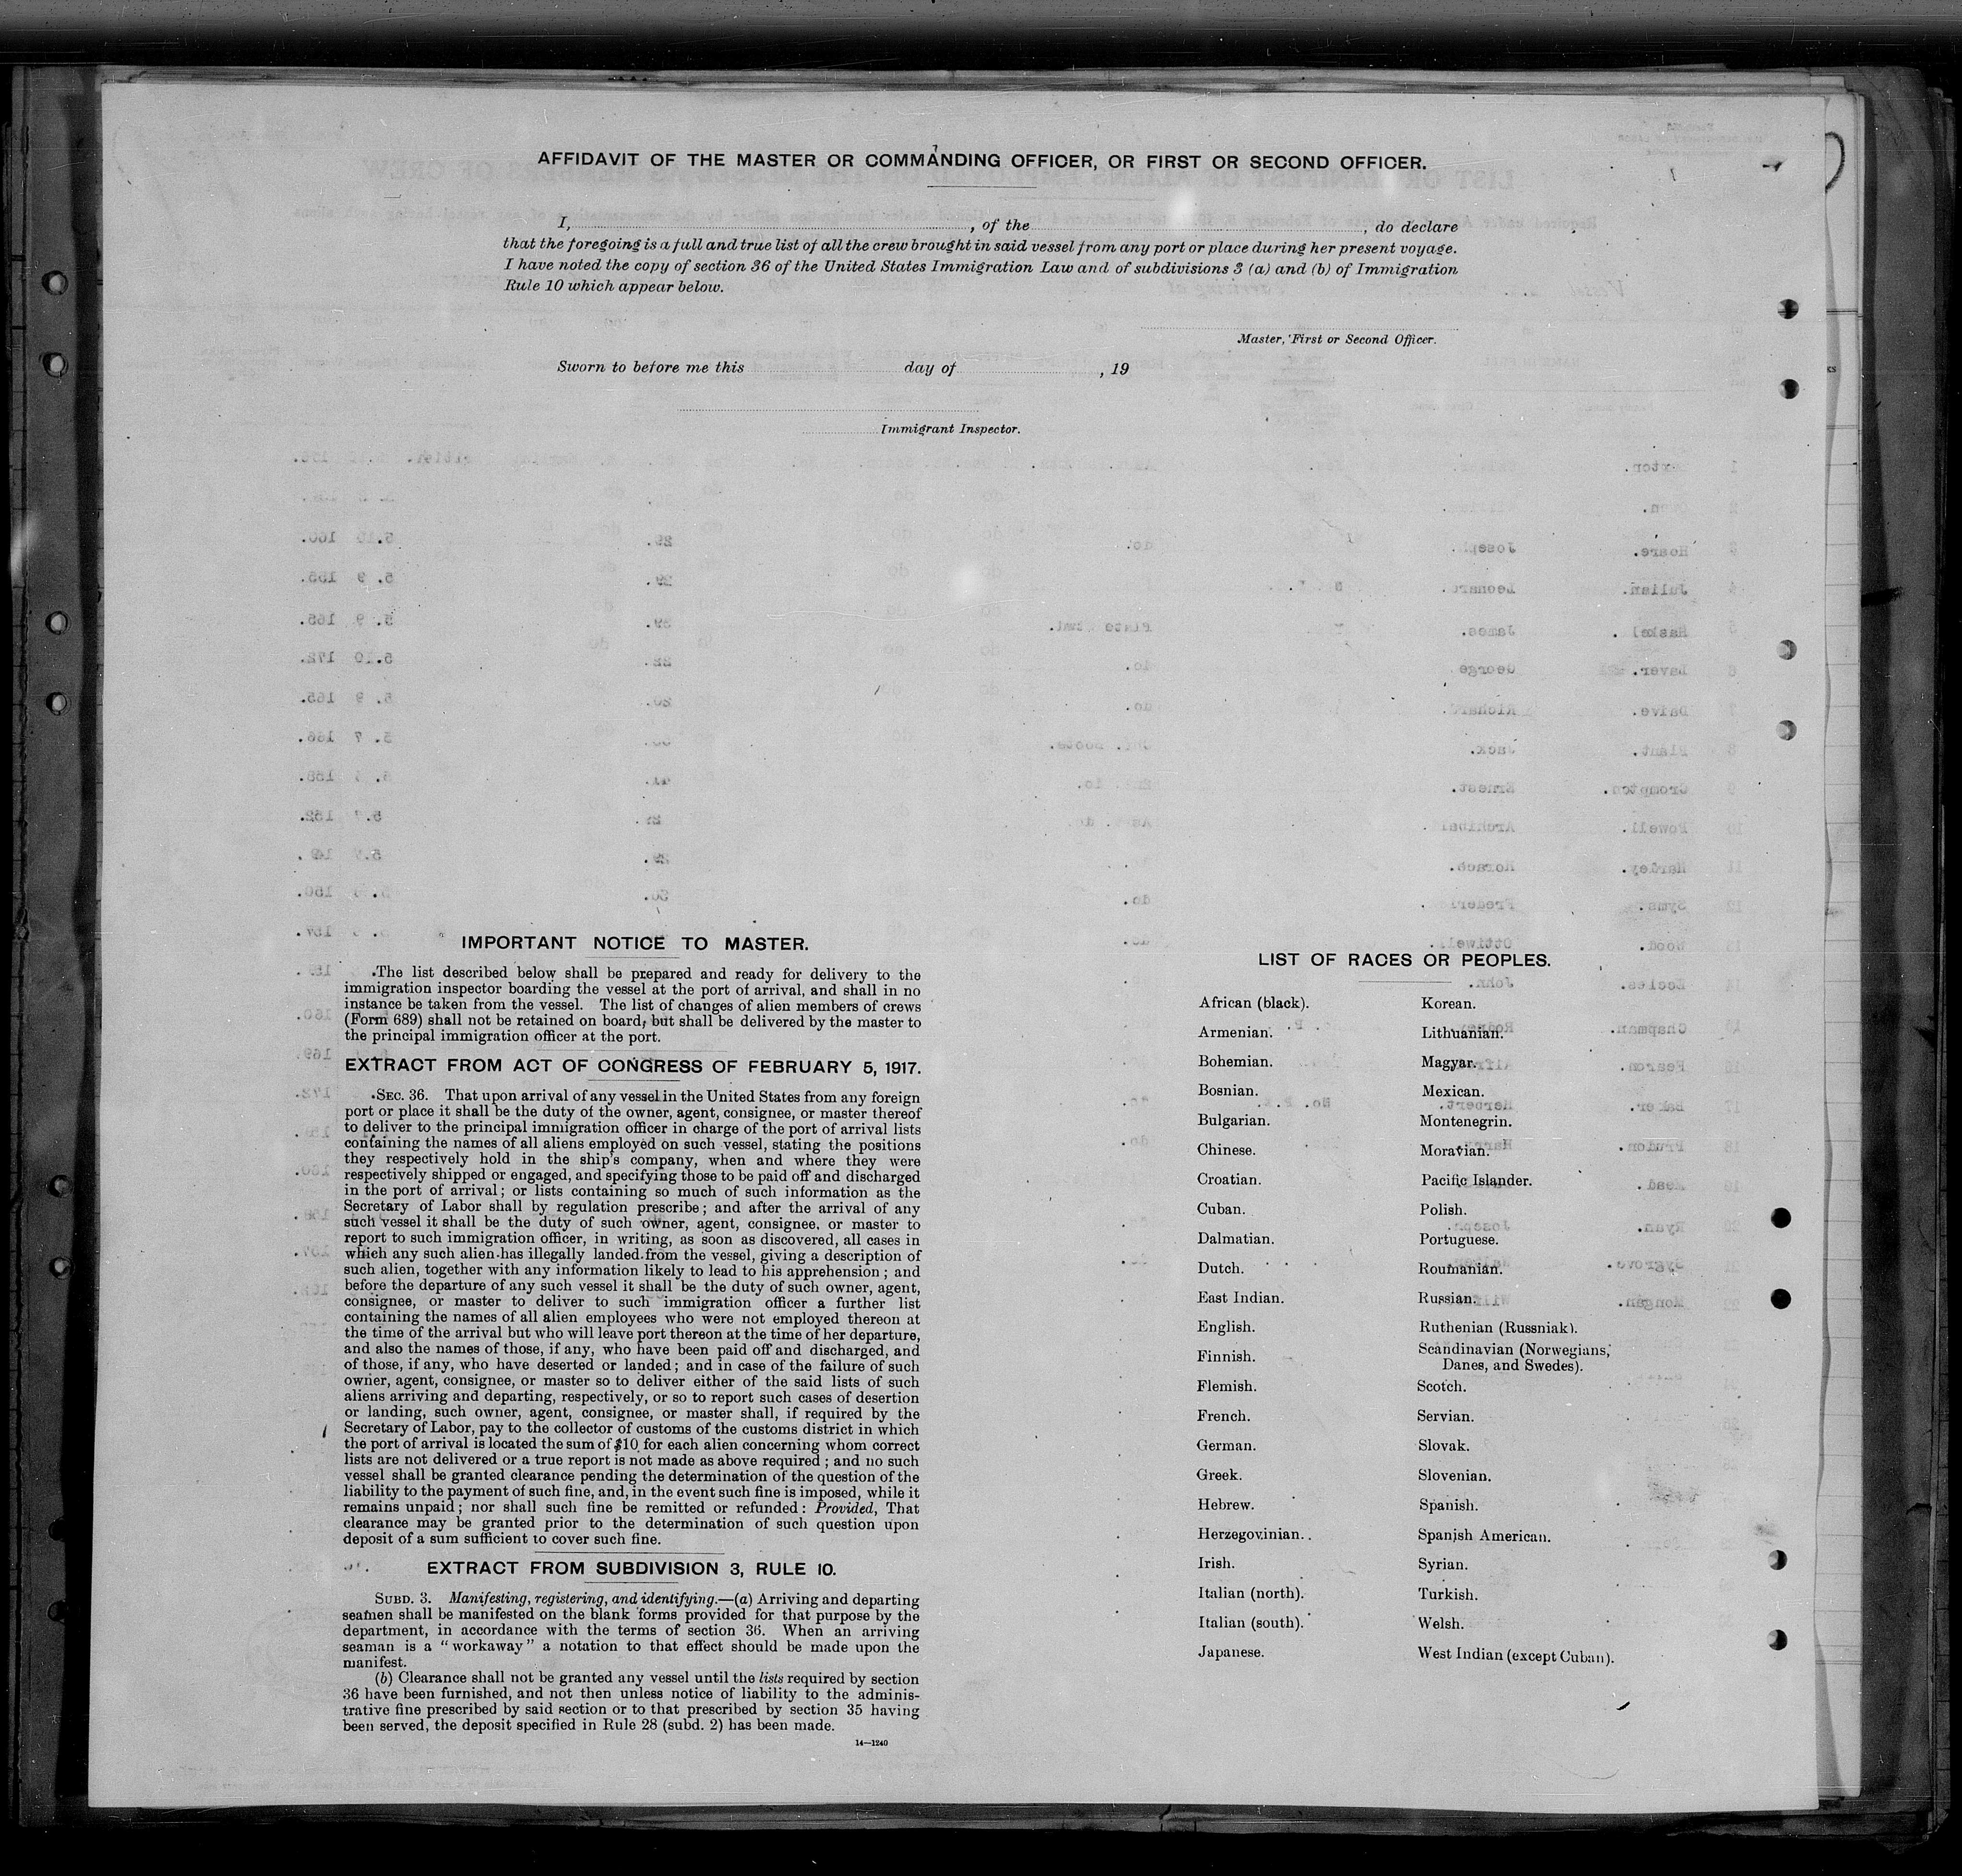 AFFIDAVIT OF THE MASTER OR COMMANDING OFFICER, OR FIRST OR SECOND OFFICER.
I, , of the , do declare
that the foregoing is a full and true list of all the crew brought in said vessel from any port or place during her present voyage.
I have noted the copy of section 36 of the United States Immigration Law and of subdivisions 3 (a) and (b) of Immigration
Rule 10 which appear below.
Master, First or Second Officer.
Sworn to before me this day of , 19
Immigrant Inspector.
IMPORTANT NOTICE TO MASTER.
The list described below shall be prepared and ready for delivery to the
immigration inspector boarding the vessel at the port of arrival, and shall in no
instance be taken from the vessel. The list of changes of alien members of crews
(Form 689) shall not be retained on board, but shall be delivered by the master to
the principal immigration officer at the port.
EXTRACT FROM ACT OF CONGRESS OF FEBRUARY 5, 1917.
SEC. 36. That upon arrival of any vessel in the United States from any foreign
port or place it shall be the duty of the owner, agent, consignee, or master thereof
to deliver to the principal immigration officer in charge of the port of arrival lists
containing the names of all aliens employed on such vessel, stating the positions
they respectively hold in the ship's company, when and where they were
respectively shipped or engaged, and specifying those to be paid off and discharged
in the port of arrival; or lists containing so much of such information as the
Secretary of Labor shall by regulation prescribe; and after the arrival of any
such vessel it shall be the duty of such owner, agent, consignee, or master to
report to such immigration officer, in writing, as soon as discovered, all cases in
which any such alien has illegally landed from the vessel, giving a description of
such alien, together with any information likely to lead to his apprehension; and
before the departure of any such vessel it shall be the duty of such owner, agent,
consignee, or master to deliver to such immigration officer a further list
containing the names of all alien employees who were not employed thereon at
the time of the arrival but who will leave port thereon at the time of her departure,
and also the names of those, if any, who have been paid off and discharged, and
of those, if any, who have deserted or landed; and in case of the failure of such
owner, agent, consignee, or master so to deliver either of the said lists of such
aliens arriving and departing, respectively, or so to report such cases of desertion
or landing, such owner, agent, consignee, or master shall, if required by the
Secretary of Labor, pay to the collector of customs of the customs district in which
the port of arrival is located the sum of $10 for each alien concerning whom correct
lists are not delivered or a true report is not made as above required; and no such
vessel shall be granted clearance pending the determination of the question of the
liability to the payment of such fine, and, in the event such fine is imposed, while it
remains unpaid; nor shall such fine be remitted or refunded: Provided, That
clearance may be granted prior to the determination of such question upon
deposit of a sum sufficient to cover such fine.
EXTRACT FROM SUBDIVISION 3, RULE 10.
SUBD. 3. Manifesting, registering, and identifying.—(a) Arriving and departing
seamen shall be manifested on the blank forms provided for that purpose by the
department, in accordance with the terms of section 36. When an arriving
seaman is a "workaway" a notation to that effect should be made upon the
manifest.
(b) Clearance shall not be granted any vessel until the lists required by section
36 have been furnished, and not then unless notice of liability to the adminis-
trative fine prescribed by said section or to that prescribed by section 35 having
been served, the deposit specified in Rule 28 (subd. 2) has been made.
14—1240
LIST OF RACES OR PEOPLES.
African (black).
Armenian.
Bohemian.
Bosnian.
Bulgarian.
Chinese.
Croatian.
Cuban.
Dalmatian.
Dutch.
East Indian.
English.
Finnish.
Flemish.
French.
German.
Greek.
Hebrew.
Herzegovinian.
Irish.
Italian (north).
Italian (south).
Japanese.
Korean.
Lithuanian.
Magyar.
Mexican.
Montenegrin.
Moravian.
Pacific Islander.
Polish.
Portuguese.
Roumanian.
Russian.
Ruthenian (Russniak).
Scandinavian (Norwegians,
Danes, and Swedes).
Scotch.
Servian.
Slovak.
Slovenian.
Spanish.
Spanish American.
Syrian.
Turkish.
Welsh.
West Indian (except Cuban).